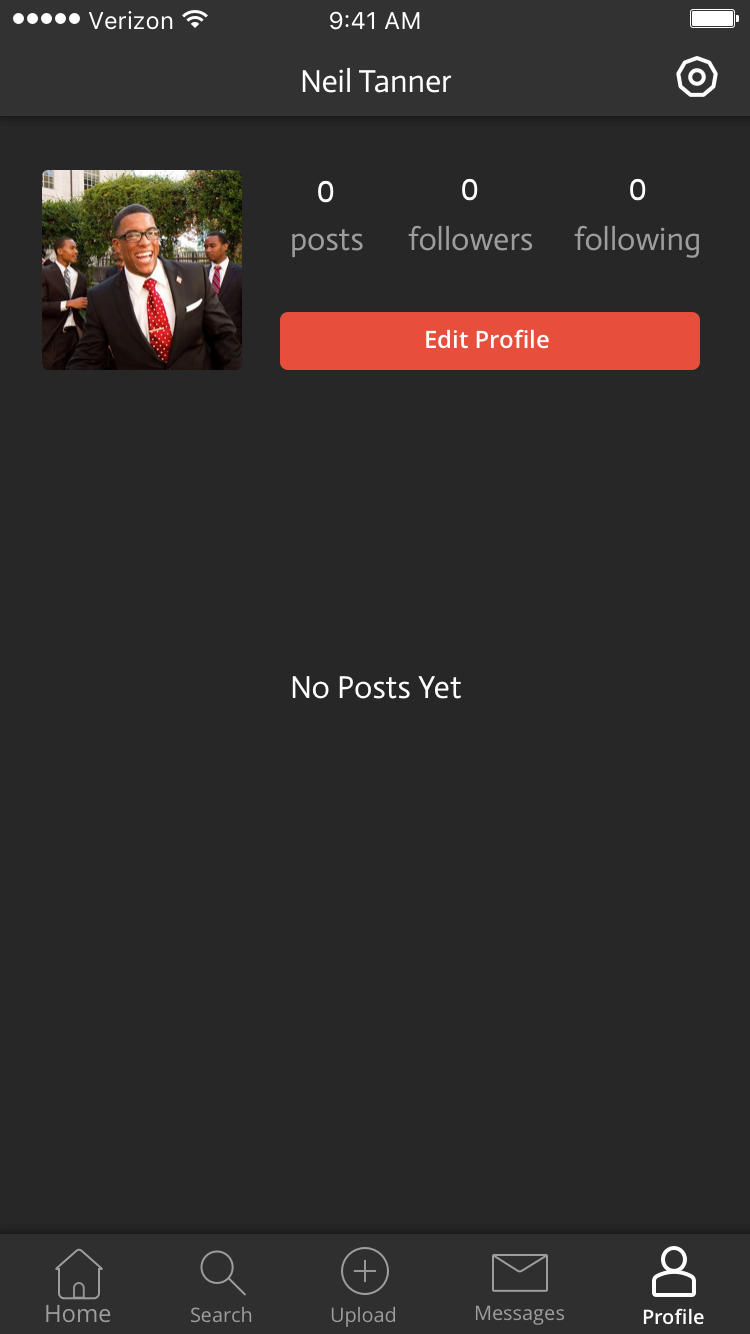 Verizon 9:41 AM
Neil Tanner
0 0 0
posts followers following
Edit Profile
No Posts Yet
Home Search Upload Messages Profile